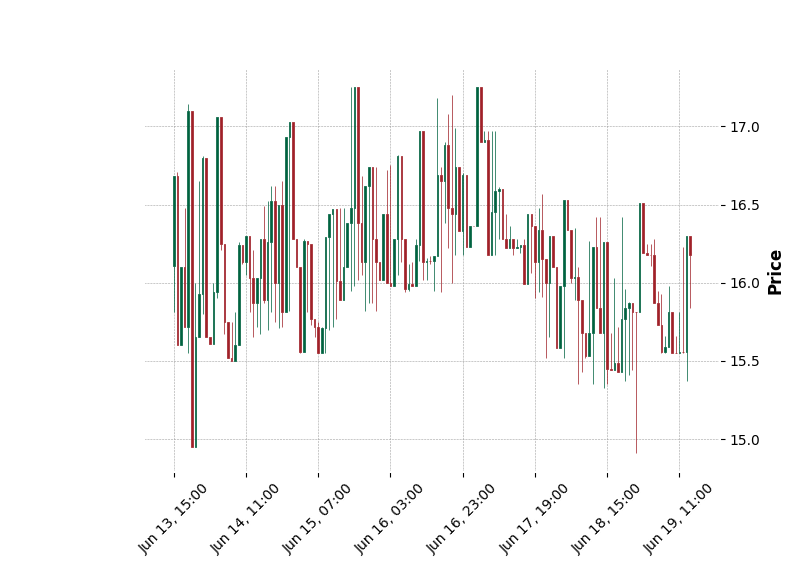 17.0
16.5
16.0
15.5
15.0
Price
Jun 13, 15:00
Jun 14, 11:00
Jun 15, 07:00
Jun 16, 03:00
Jun 16, 23:00
Jun 17, 19:00
Jun 18, 15:00
Jun 19, 11:00